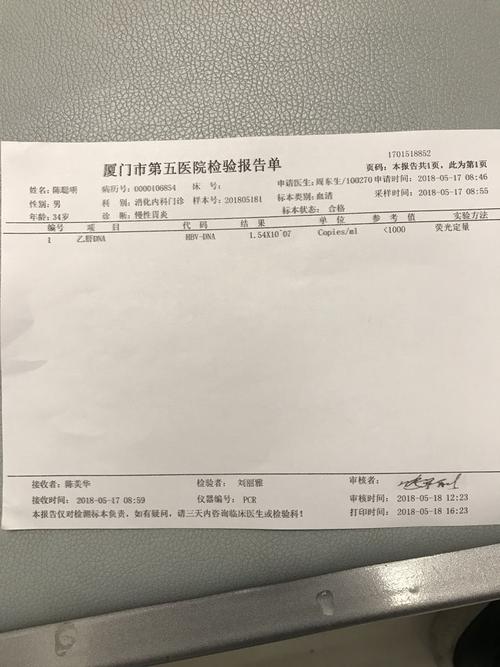 1701518852
厦门市第五医院检验报告单
页码：本报告共1页，此为第1页
姓名：陈聪明 病历号：0000106854 床 号： 申请医生：周东生/100270 申请时间：2018-05-17 08:46
性别：男 科 别：消化内科门诊 样本号：201805181 标本类别：血清 采样时间：2018-05-17 08:55
年龄：34岁 诊 断：慢性胃炎 标本状态：合格
编号 项 目 代 码 结 果 单 位 参 考 值 实验方法
1 乙肝DNA HBV-DNA 1.54X10^07 Copies/ml <1000 荧光定量
接收者：陈美华 检验者：刘丽雅 审核者：
接收时间：2018-05-17 08:59 仪器编号：PCR 审核时间：2018-05-18 12:23
本报告仅对检测标本负责，如有疑问，请三天内咨询临床医生或检验科！ 打印时间：2018-05-18 16:23